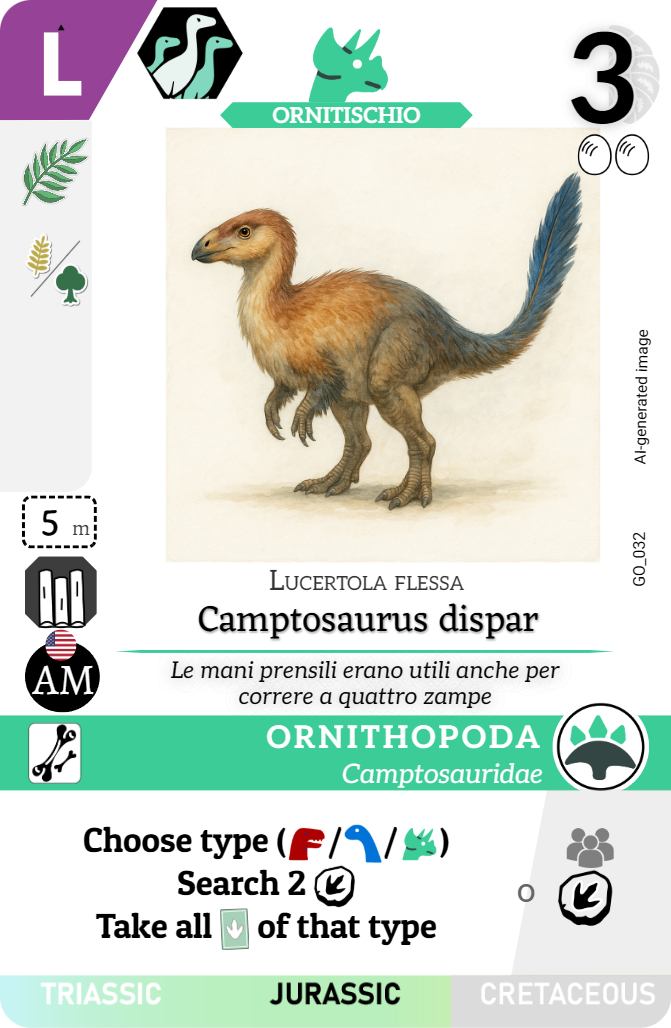 L
3
ORNITISCHIO
AI-generated image
GO_032
5 m
AM
LUCERTOLA FLESSA
Camptosaurus dispar
Le mani prensili erano utili anche per
correre a quattro zampe
ORNITHOPODA
Camptosauridae
Choose type ( / / )
Search 2
Take all of that type
O
TRIASSIC JURASSIC CRETACEOUS